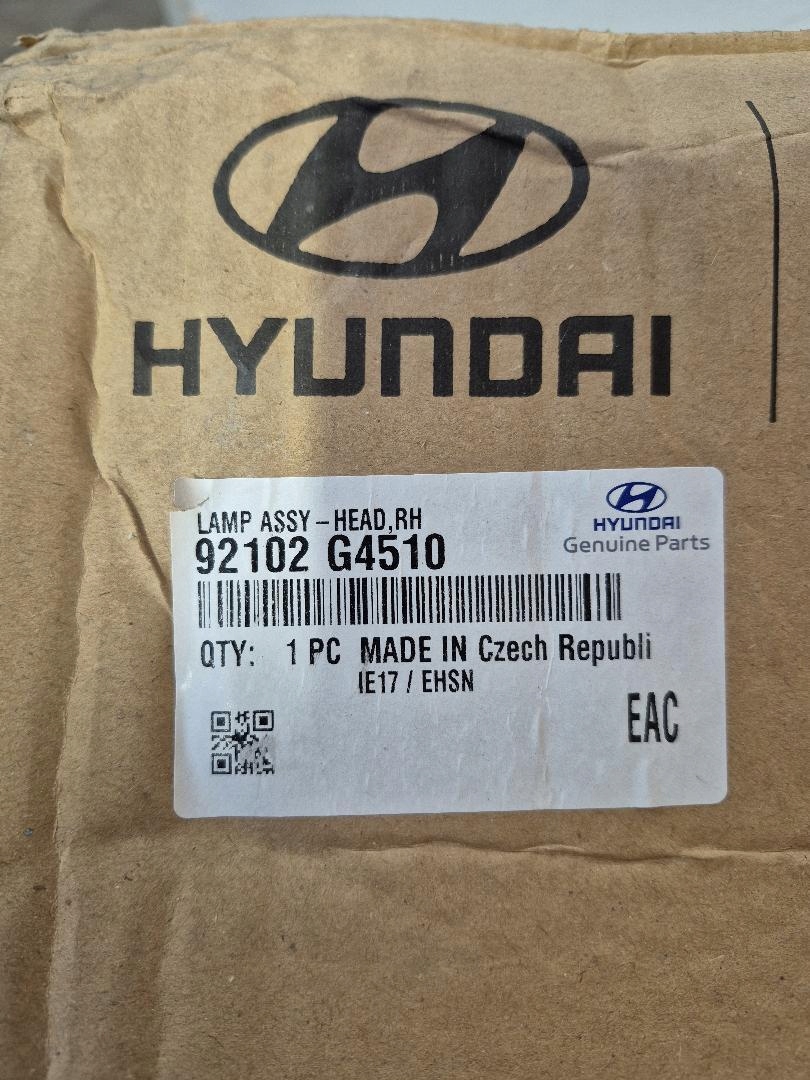 HYUNDAI
LAMP ASSY-HEAD,RH
HYUNDAI
Genuine Parts
92102 G4510
QTY: 1 PC MADE IN Czech Republi
IE17 / EHSN
EAC